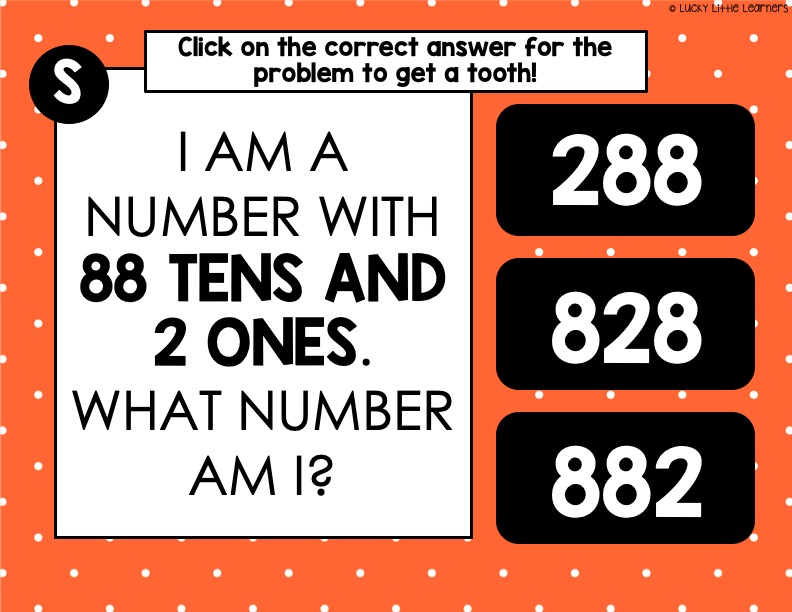 © Lucky Little Learners
Click on the correct answer for the
problem to get a tooth!
S
I AM A
NUMBER WITH
88 TENS AND
2 ONES.
WHAT NUMBER
AM I?
288
828
882